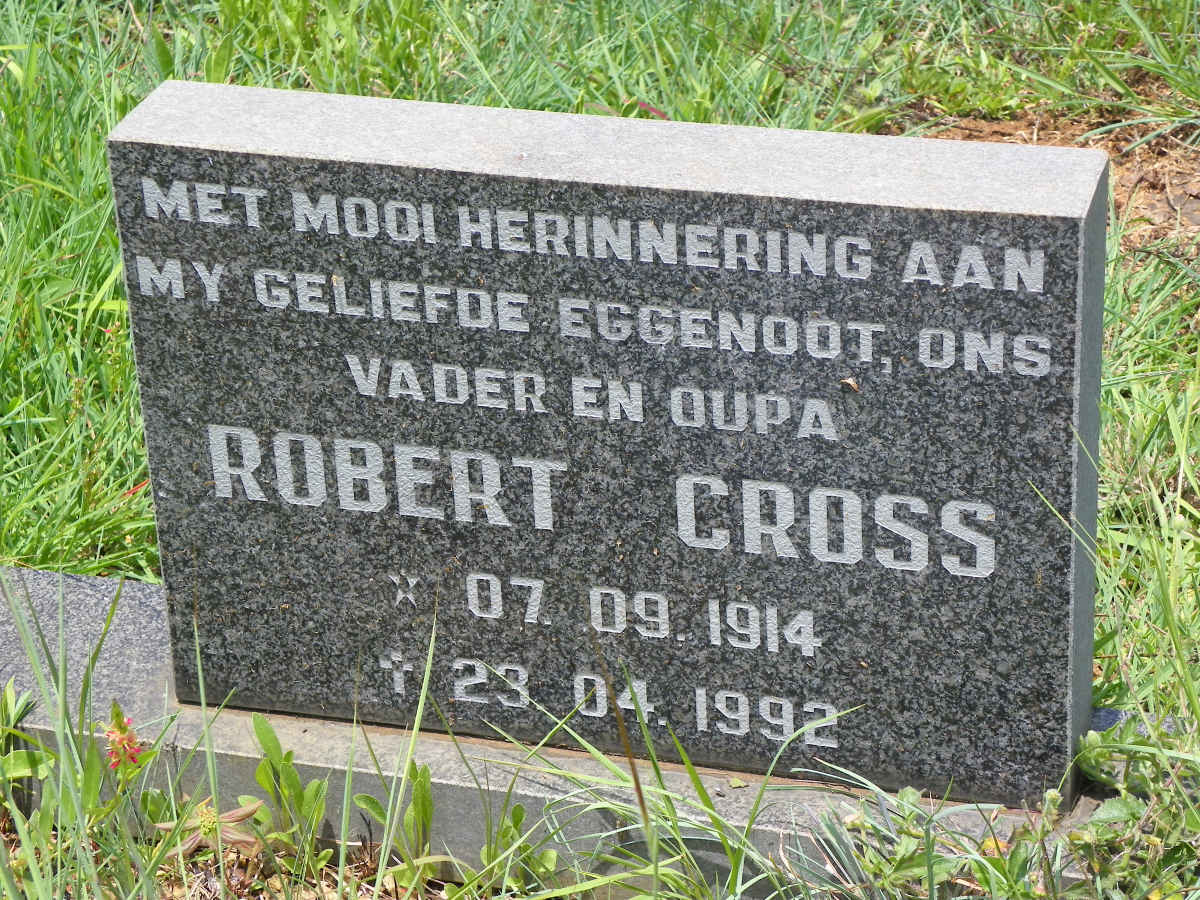 MET MOOI HERINNERING AAN
MY GELIEFDE EGGENOOT, ONS
VADER EN OUPA
ROBERT CROSS
* 07. 09. 1914
† 23. 04. 1992